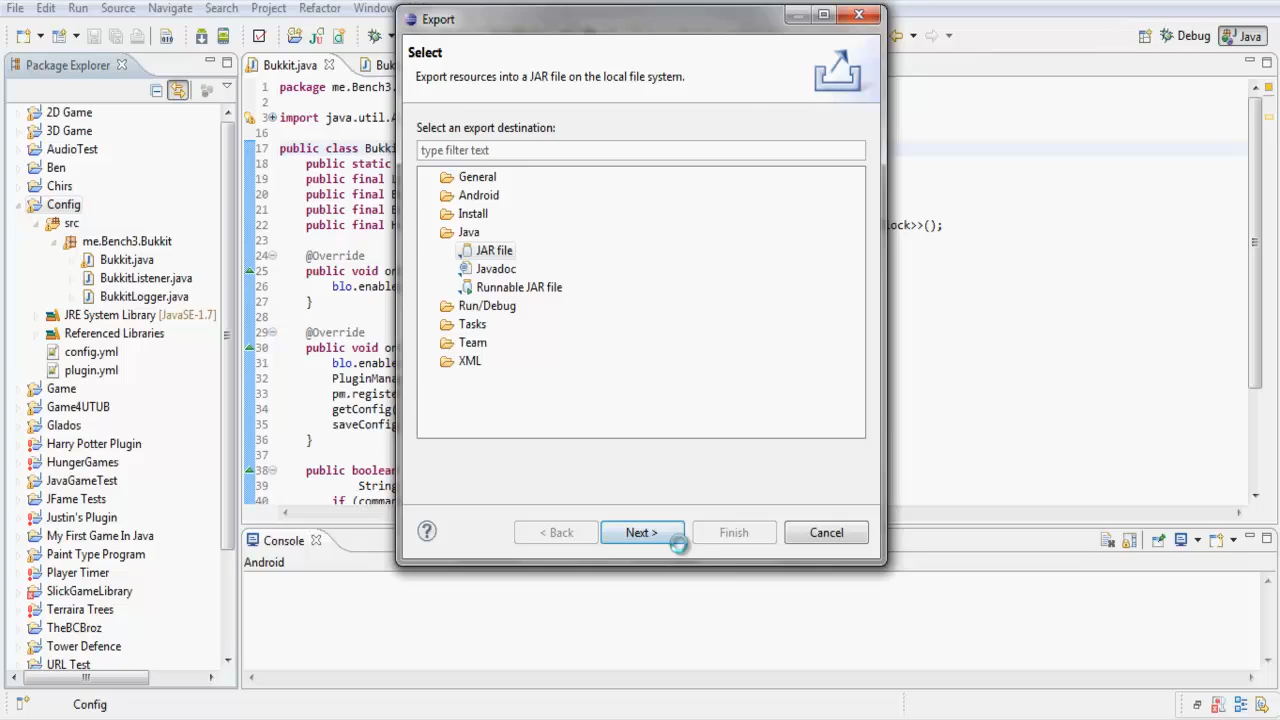 File Edit Run Source Navigate Search Project Refactor Window
Export
Debug Java
Package Explorer
Bukkit.java
Select
Export resources into a JAR file on the local file system.
Select an export destination:
type filter text
General
Android
Install
Java
JAR file
Javadoc
Runnable JAR file
Run/Debug
Tasks
Team
XML
< Back Next > Finish Cancel
2D Game
3D Game
AudioTest
Ben
Chirs
Config
src
me.Bench3.Bukkit
Bukkit.java
BukkitListener.java
BukkitLogger.java
JRE System Library [JavaSE-1.7]
Referenced Libraries
config.yml
plugin.yml
Game
Game4UTUB
Glados
Harry Potter Plugin
HungerGames
JavaGameTest
JFame Tests
Justin's Plugin
My First Game In Java
Paint Type Program
Player Timer
SlickGameLibrary
Terraira Trees
TheBCBroz
Tower Defence
URL Test
1 package me.Bench3.
2
3 import java.util.
16
17 public class Bukki
18 public static
19 public final
20 public final
21 public final
22 public final lock>>();
23
24 @Override
25 public void on
26 blo.enable
27 }
28
29 @Override
30 public void on
31 blo.enable
32 PluginMana
33 pm.registe
34 getConfig(
35 saveConfig
36 }
38 public boolean
39 String
40 if (comma
Console
Android
Config